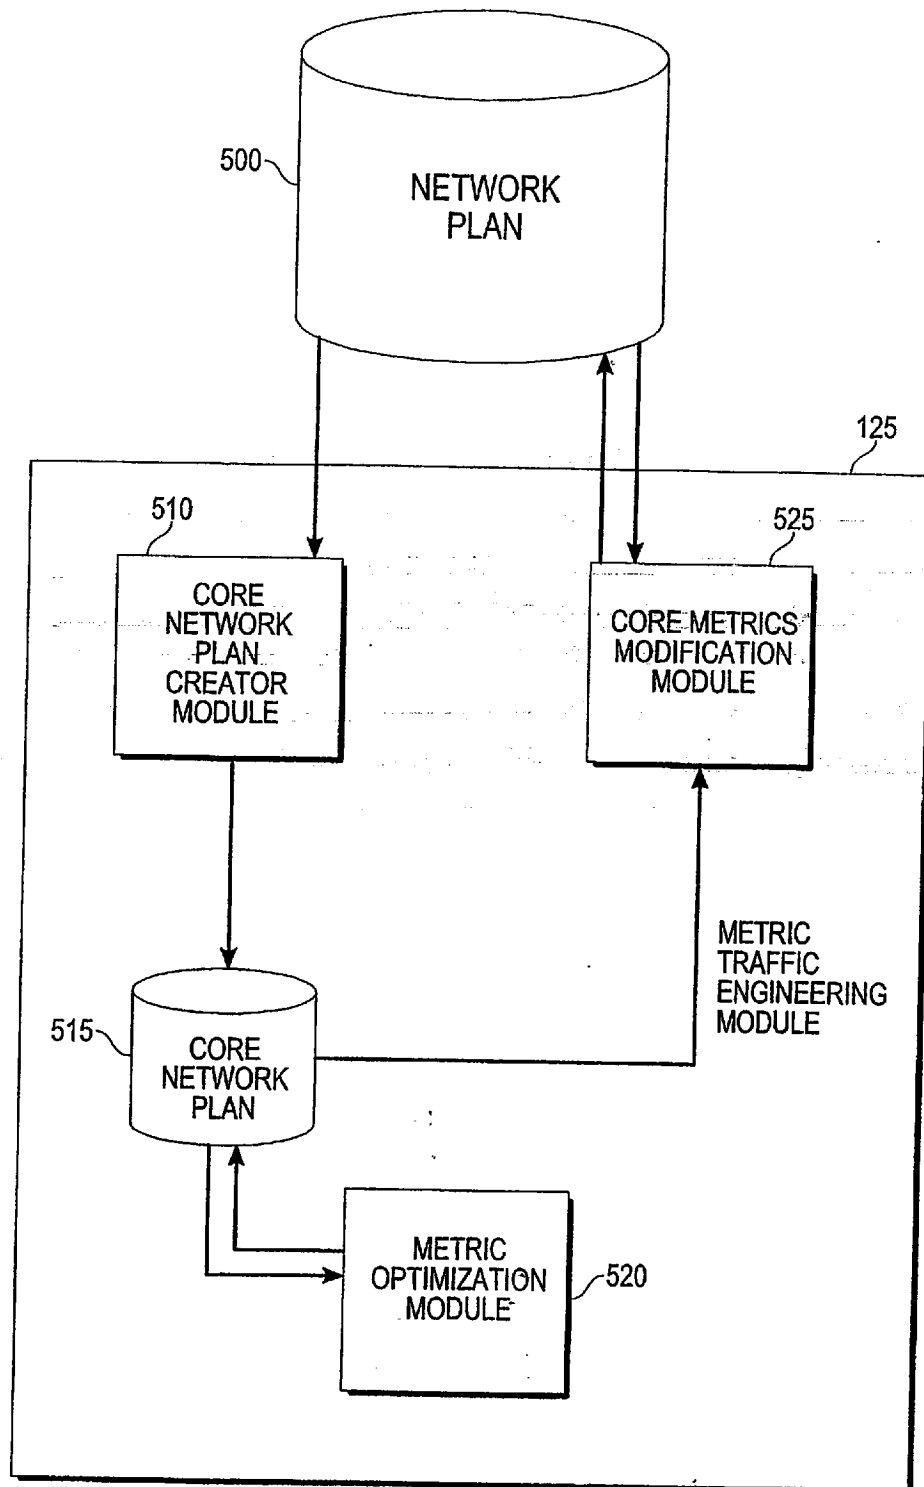 500
NETWORK
PLAN
125
510
525
CORE
NETWORK
PLAN
CREATOR
MODULE
CORE METRICS
MODIFICATION
MODULE
METRIC
TRAFFIC
ENGINEERING
MODULE
515
CORE
NETWORK
PLAN
METRIC
OPTIMIZATION
MODULE
520